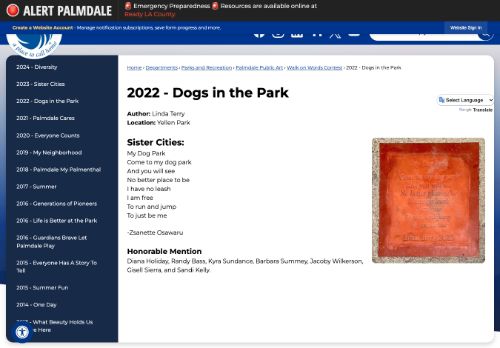 ALERT PALMDALE
🚨 Emergency Preparedness 🚨 Resources are available online at
Ready LA County.
Create a Website Account - Manage notification subscriptions, save form progress and more.
Website Sign In
a place to call home
2024 - Diversity
2023 - Sister Cities
2022 - Dogs in the Park
2021 - Palmdale Cares
2020 - Everyone Counts
2019 - My Neighborhood
2018 - Palmdale My Palmenthal
2017 - Summer
2016 - Generations of Pioneers
2016 - Life is Better at the Park
2016 - Guardians Brave Let
Palmdale Play
2015 - Everyone Has A Story To
Tell
2015 - Summer Fun
2014 - One Day
What Beauty Holds Us
Here
Home › Departments › Parks and Recreation › Palmdale Public Art › Walk on Words Contest › 2022 - Dogs in the Park
2022 - Dogs in the Park
Select Language
Google Translate
Author: Linda Terry
Location: Yellen Park
Sister Cities:
My Dog Park
Come to my dog park
And you will see
No better place to be
I have no leash
I am free
To run and jump
To just be me
-Zsanette Osawaru
Honorable Mention
Diana Holiday, Randy Bass, Kyra Sundance, Barbara Summey, Jacoby Wilkerson,
Gisell Sierra, and Sandi Kelly